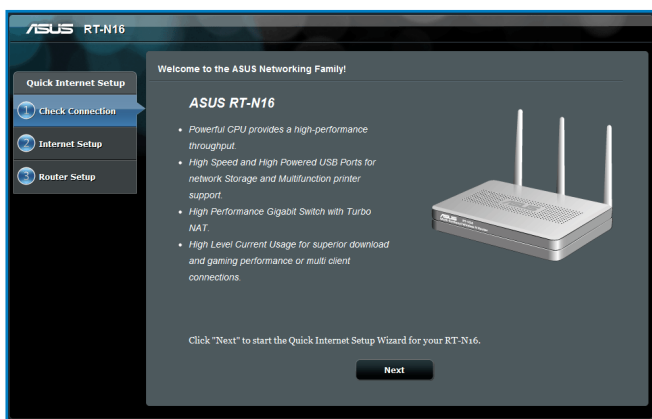 ASUS RT-N16
Quick Internet Setup
1 Check Connection
2 Internet Setup
3 Router Setup
Welcome to the ASUS Networking Family!
ASUS RT-N16
• Powerful CPU provides a high-performance
throughput.
• High Speed and High Powered USB Ports for
network Storage and Multifunction printer
support.
• High Performance Gigabit Switch with Turbo
NAT.
• High Level Current Usage for superior download
and gaming performance or multi client
connections.
ASUS
Click "Next" to start the Quick Internet Setup Wizard for your RT-N16.
Next